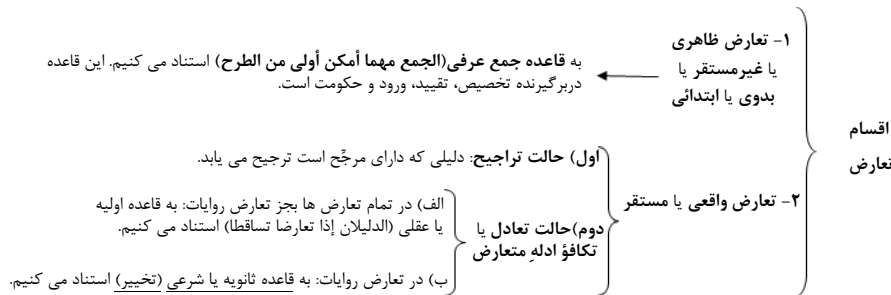 اقسام
تعارض
۱- تعارض ظاهری
یا غیرمستقر یا
بدوی یا ابتدائی
به قاعده جمع عرفی(الجمع مهما أمکن أولی من الطرح) استناد می کنیم. این قاعده
دربرگیرنده تخصیص، تقیید، ورود و حکومت است.
۲- تعارض واقعی یا مستقر
اول) حالت تراجیح: دلیلی که دارای مرجِّح است ترجیح می یابد.
دوم)حالت تعادل یا
تکافؤ ادلهِ متعارض
الف) در تمام تعارض ها بجز تعارض روایات: به قاعده اولیه
یا عقلی (الدلیلان إذا تعارضا تساقطا) استناد می کنیم.
ب) در تعارض روایات: به قاعده ثانویه یا شرعی (تخییر) استناد می کنیم.